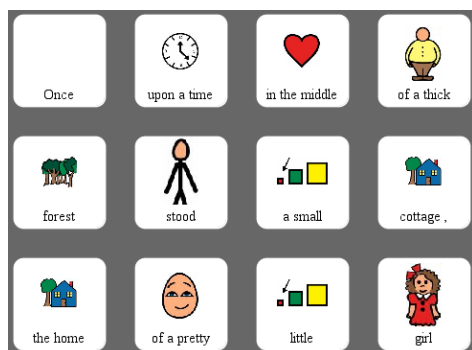 Once upon a time in the middle of a thick
forest stood a small cottage ,
the home of a pretty little girl